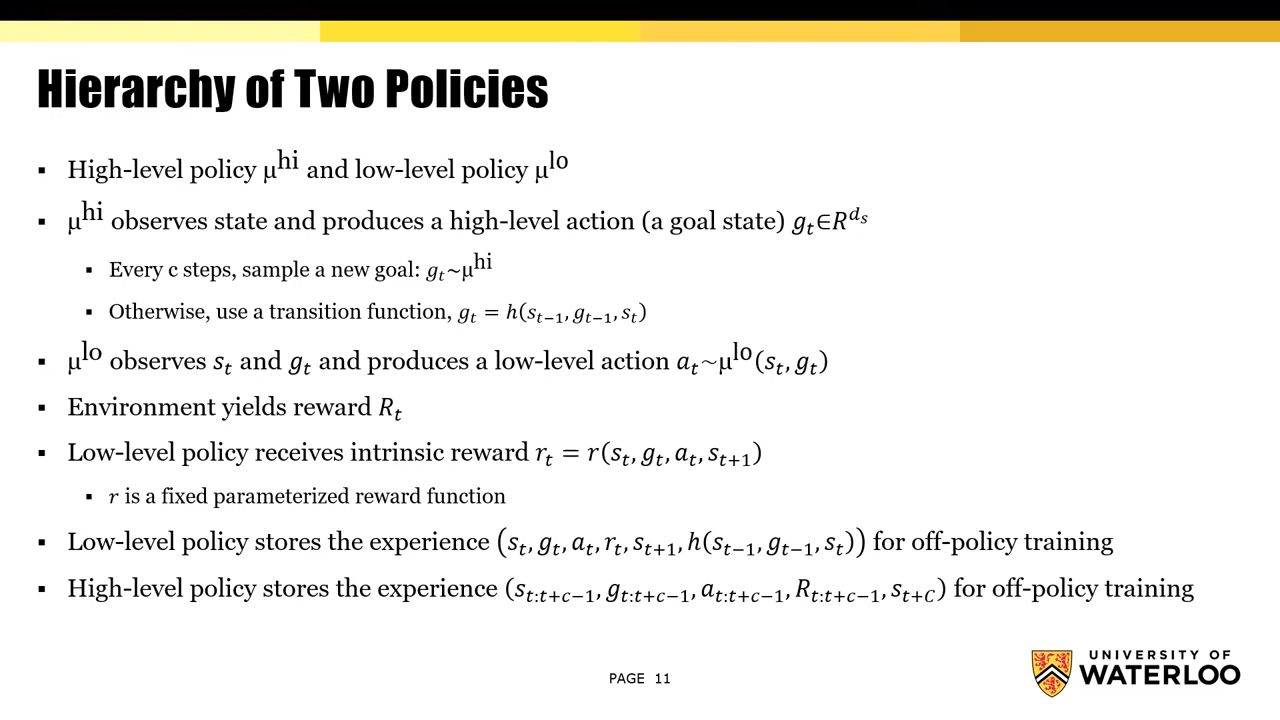 Hierarchy of Two Policies
▪ High-level policy μ^hi and low-level policy μ^lo
▪ μ^hi observes state and produces a high-level action (a goal state) g_t∈R^{d_s}
▪ Every c steps, sample a new goal: g_t~μ^hi
▪ Otherwise, use a transition function, g_t = h(s_{t−1}, g_{t−1}, s_t)
▪ μ^lo observes s_t and g_t and produces a low-level action a_t~μ^lo(s_t, g_t)
▪ Environment yields reward R_t
▪ Low-level policy receives intrinsic reward r_t = r(s_t, g_t, a_t, s_{t+1})
▪ r is a fixed parameterized reward function
▪ Low-level policy stores the experience (s_t, g_t, a_t, r_t, s_{t+1}, h(s_{t−1}, g_{t−1}, s_t)) for off-policy training
▪ High-level policy stores the experience (s_{t:t+c−1}, g_{t:t+c−1}, a_{t:t+c−1}, R_{t:t+c−1}, s_{t+C}) for off-policy training
UNIVERSITY OF
WATERLOO
PAGE 11